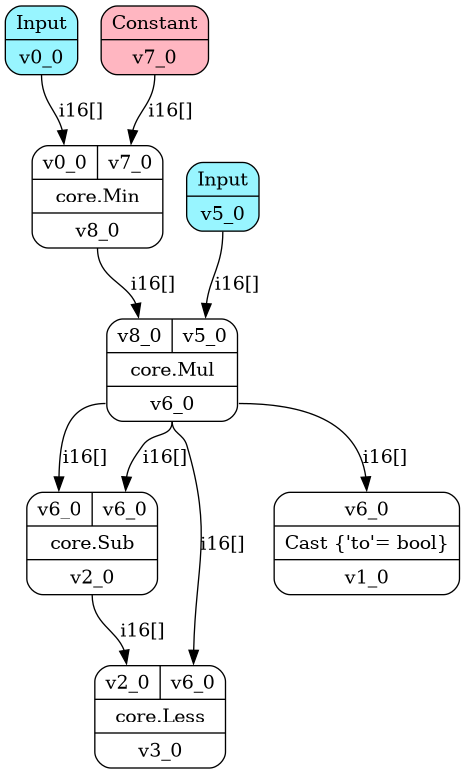 Input
v0_0
Constant
v7_0
i16[]
i16[]
v0_0
v7_0
core.Min
v8_0
Input
v5_0
i16[]
i16[]
v8_0
v5_0
core.Mul
v6_0
i16[]
i16[]
i16[]
v6_0
v6_0
core.Sub
v2_0
i16[]
v6_0
Cast {'to'= bool}
v1_0
i16[]
v2_0
v6_0
core.Less
v3_0